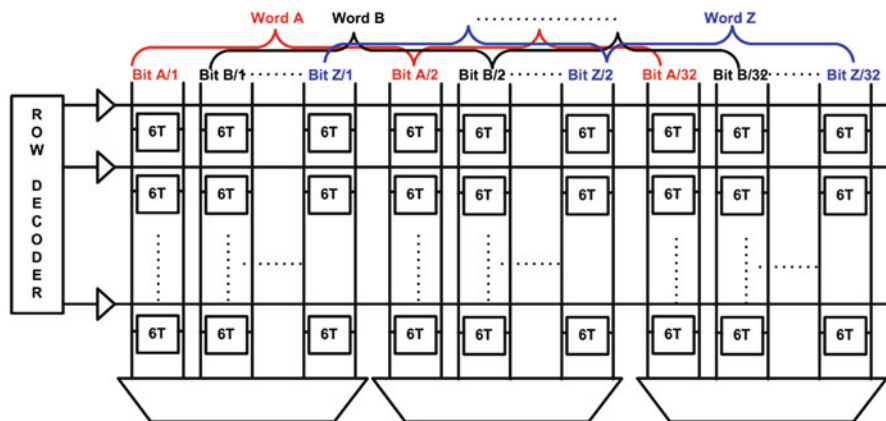 Word A Word B Word Z
Bit A/1 Bit B/1 Bit Z/1 Bit A/2 Bit B/2 Bit Z/2 Bit A/32 Bit B/32 Bit Z/32
ROW DECODER
6T 6T 6T 6T 6T 6T 6T 6T 6T
6T 6T 6T 6T 6T 6T 6T 6T 6T
6T 6T 6T 6T 6T 6T 6T 6T 6T